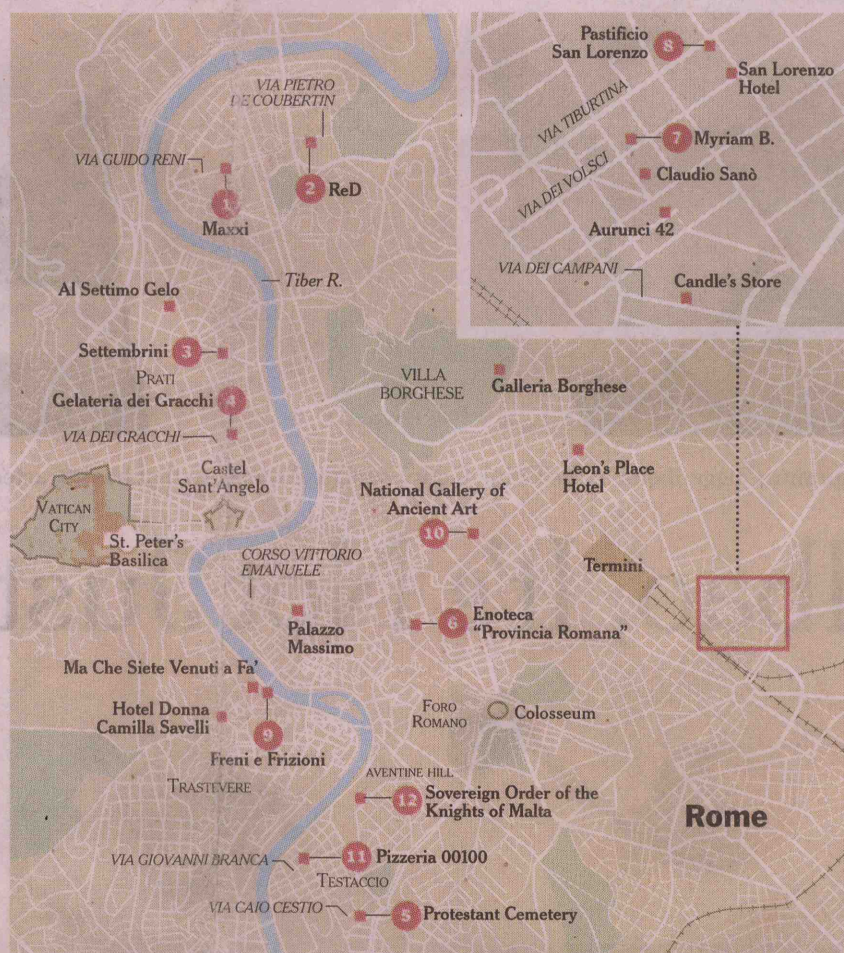 VIA PIETRO
DE COUBERTIN
VIA GUIDO RENI
1
Maxxi
2 ReD
Tiber R.
Al Settimo Gelo
Settembrini 3
PRATI
Gelateria dei Gracchi 4
VIA DEI GRACCHI
Castel
Sant'Angelo
VATICAN
CITY
St. Peter's
Basilica
VILLA
BORGHESE
Galleria Borghese
Leon's Place
Hotel
National Gallery of
Ancient Art
10
Termini
CORSO VITTORIO
EMANUELE
Palazzo
Massimo
6 Enoteca
"Provincia Romana"
Ma Che Siete Venuti a Fa'
Hotel Donna
Camilla Savelli
9
Freni e Frizioni
TRASTEVERE
FORO
ROMANO
Colosseum
AVENTINE HILL
12 Sovereign Order of the
Knights of Malta
Rome
VIA GIOVANNI BRANCA
11 Pizzeria 00100
TESTACCIO
VIA CAIO CESTIO
5 Protestant Cemetery
Pastificio
San Lorenzo
8
San Lorenzo
Hotel
VIA TIBURTINA
7 Myriam B.
VIA DEI VOLSCI
Claudio Sanò
Aurunci 42
VIA DEI CAMPANI
Candle's Store